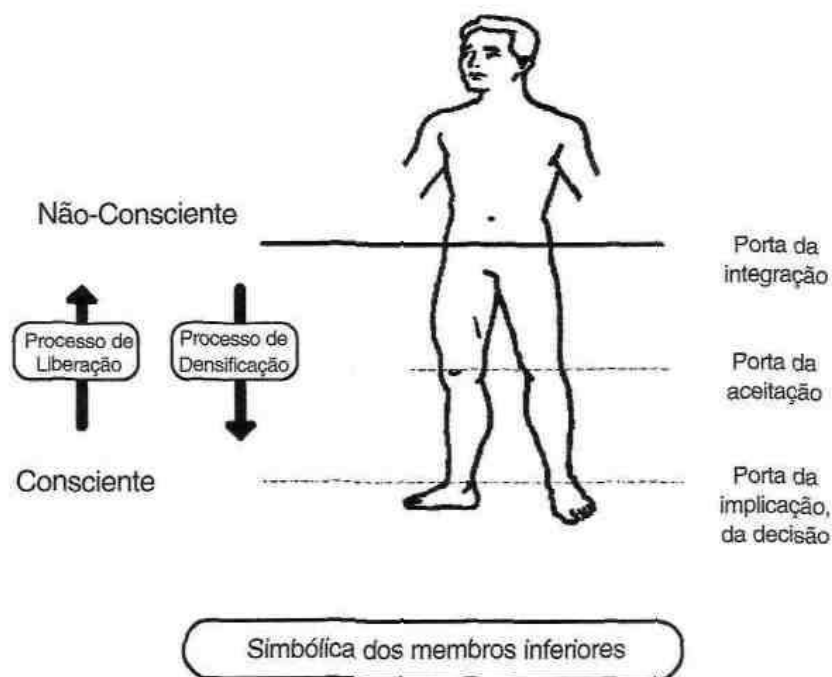 Não-Consciente
Porta da
integração
Processo de
Liberação
Processo de
Densificação
Porta da
aceitação
Consciente
Porta da
implicação,
da decisão
Simbólica dos membros inferiores